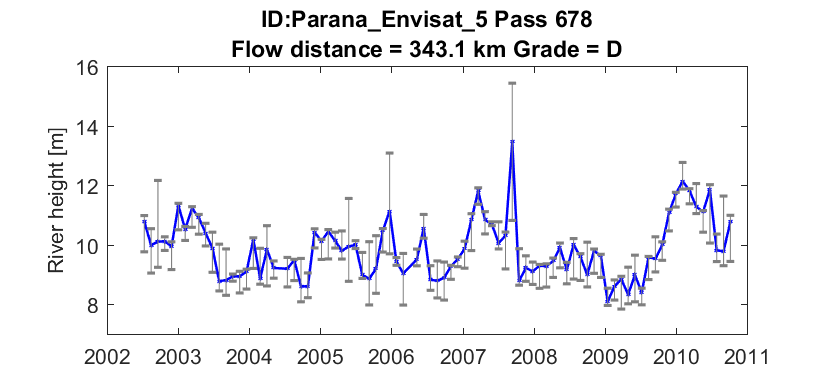 ID:Parana_Envisat_5 Pass 678
Flow distance = 343.1 km Grade = D
16
14
12
10
8
River height [m]
2002 2003 2004 2005 2006 2007 2008 2009 2010 2011